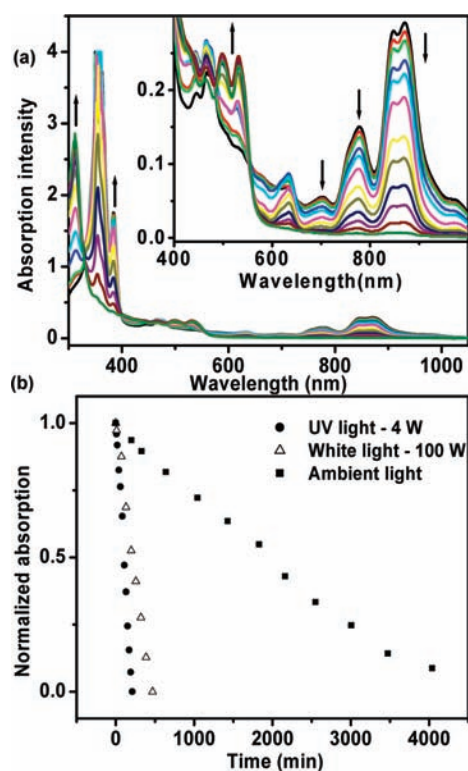 (a)
Absorption intensity
4
3
2
1
0
400
600
800
1000
Wavelength (nm)
0.2
0.1
0.0
400
500
600
700
800
900
Wavelength(nm)
(b)
Normalized absorption
1.0
0.5
0.0
UV light - 4 W
White light - 100 W
Ambient light
0
1000
2000
3000
4000
Time (min)